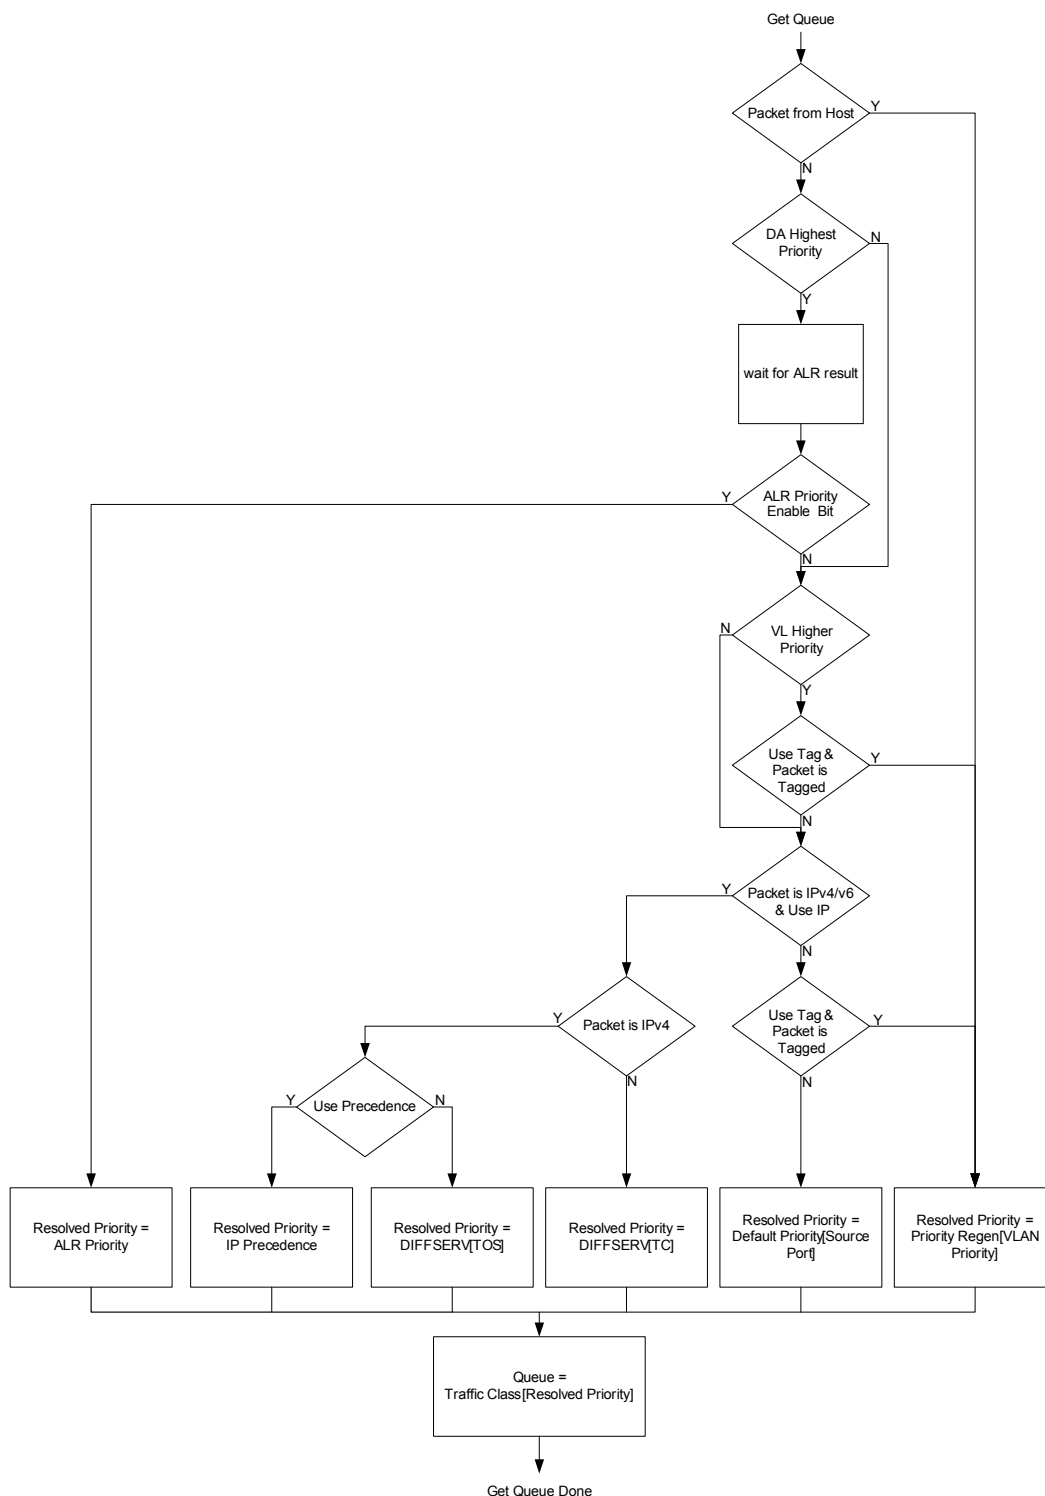 Get Queue
Packet from Host
Y
N
DA Highest
Priority
N
Y
wait for ALR result
ALR Priority
Enable Bit
Y
N
VL Higher
Priority
N
Y
Use Tag &
Packet is
Tagged
Y
N
Packet is IPv4/v6
& Use IP
Y
N
Packet is IPv4
Y
N
Use Tag &
Packet is
Tagged
Y
N
Use Precedence
Y
N
Resolved Priority =
ALR Priority
Resolved Priority =
IP Precedence
Resolved Priority =
DIFFSERV[TOS]
Resolved Priority =
DIFFSERV[TC]
Resolved Priority =
Default Priority[Source
Port]
Resolved Priority =
Priority Regen[VLAN
Priority]
Queue =
Traffic Class[Resolved Priority]
Get Queue Done